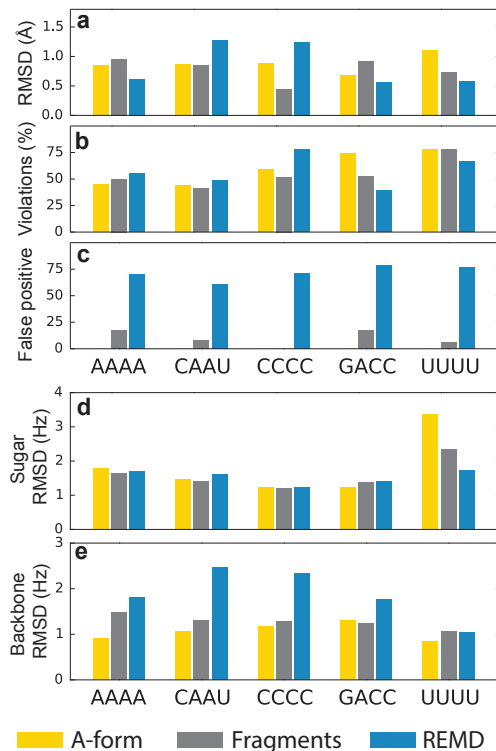 a
RMSD (Å)
1.5
1.0
0.5
0.0
b
Violations (%)
75
50
25
0
c
False positive
75
50
25
0
AAAA CAAU CCCC GACC UUUU
d
Sugar
RMSD (Hz)
4
3
2
1
0
e
Backbone
RMSD (Hz)
3
2
1
0
AAAA CAAU CCCC GACC UUUU
A-form Fragments REMD